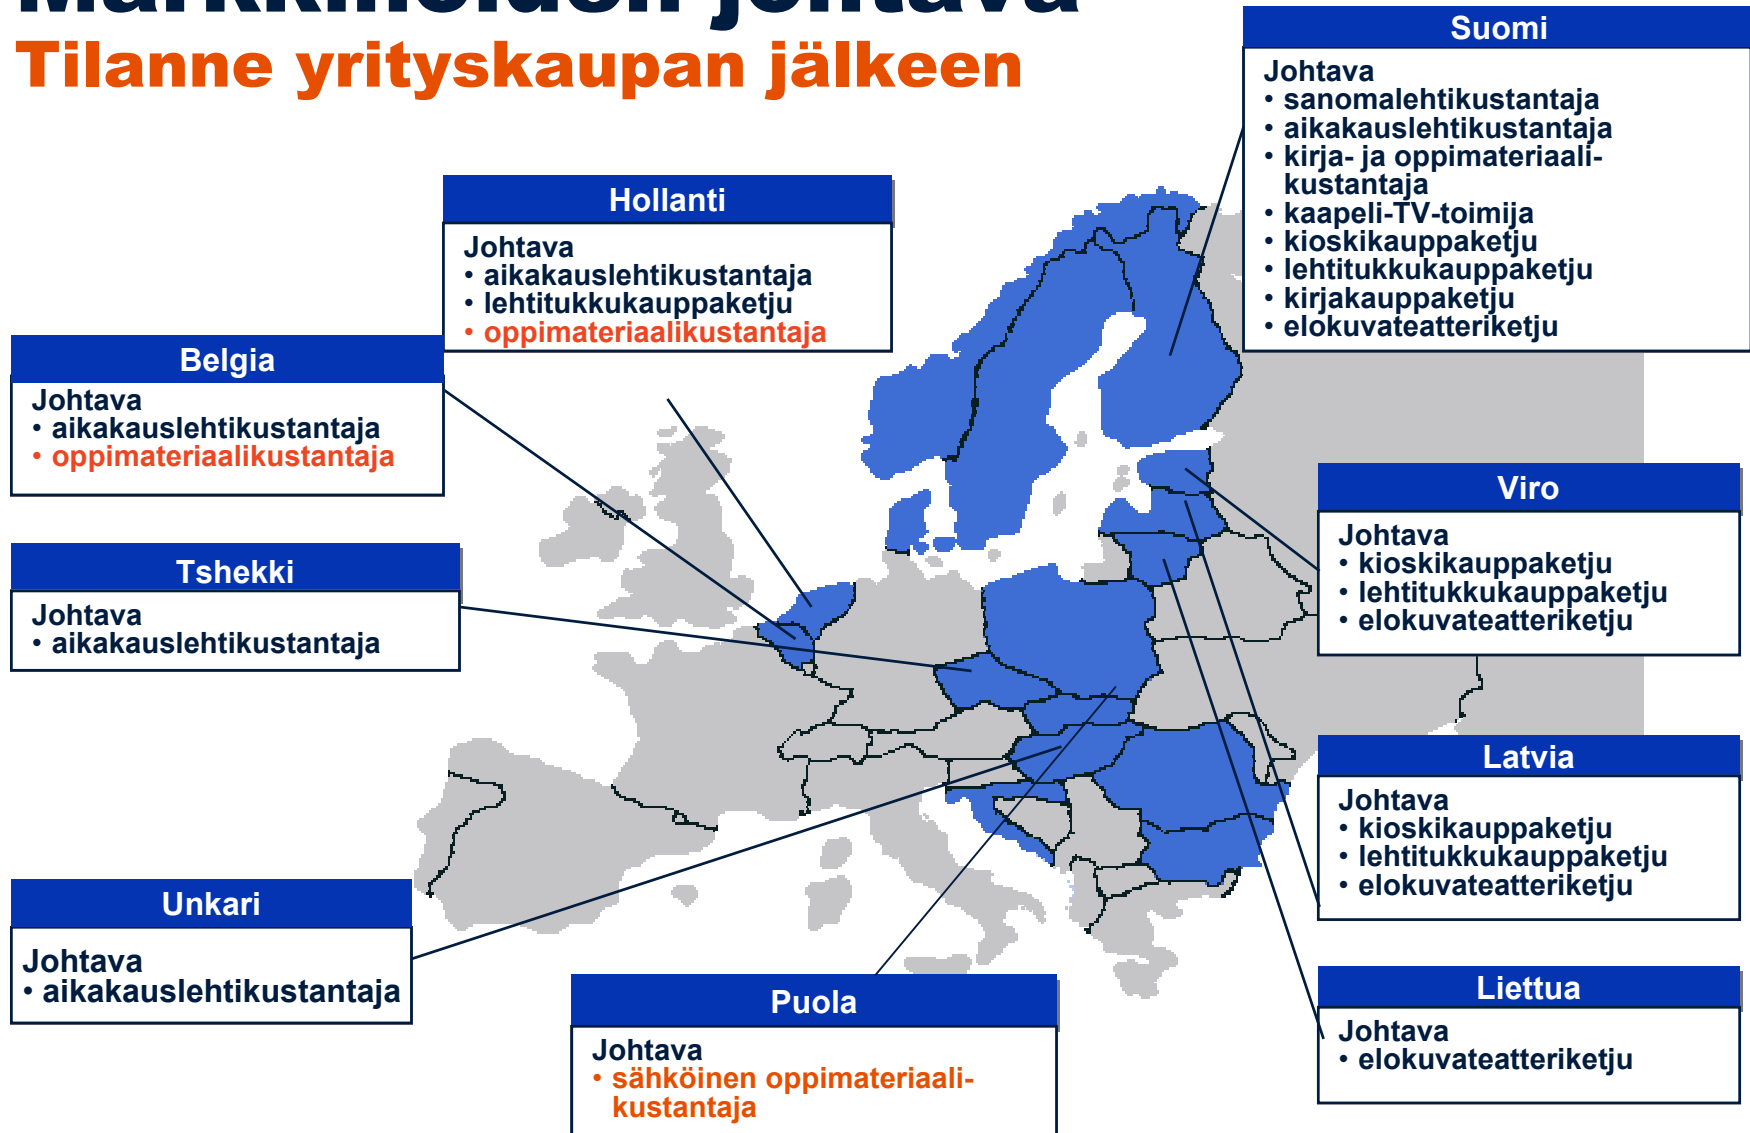 Markkinoiden johtava
Tilanne yrityskaupan jälkeen
Suomi
Johtava
• sanomalehtikustantaja
• aikakauslehtikustantaja
• kirja- ja oppimateriaali-
kustantaja
• kaapeli-TV-toimija
• kioskikauppaketju
• lehtitukkukauppaketju
• kirjakauppaketju
• elokuvateatteriketju
Hollanti
Johtava
• aikakauslehtikustantaja
• lehtitukkukauppaketju
• oppimateriaalikustantaja
Belgia
Johtava
• aikakauslehtikustantaja
• oppimateriaalikustantaja
Tshekki
Johtava
• aikakauslehtikustantaja
Viro
Johtava
• kioskikauppaketju
• lehtitukkukauppaketju
• elokuvateatteriketju
Latvia
Johtava
• kioskikauppaketju
• lehtitukkukauppaketju
• elokuvateatteriketju
Unkari
Johtava
• aikakauslehtikustantaja
Puola
Johtava
• sähköinen oppimateriaali-
kustantaja
Liettua
Johtava
• elokuvateatteriketju